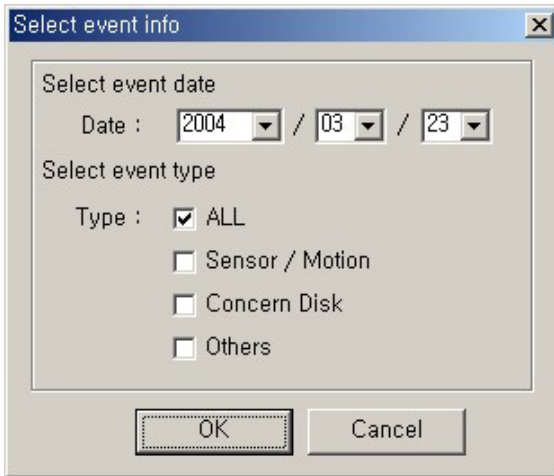 Select event info
Select event date
Date : 2004 / 03 / 23
Select event type
Type : ALL
Sensor / Motion
Concern Disk
Others
OK Cancel